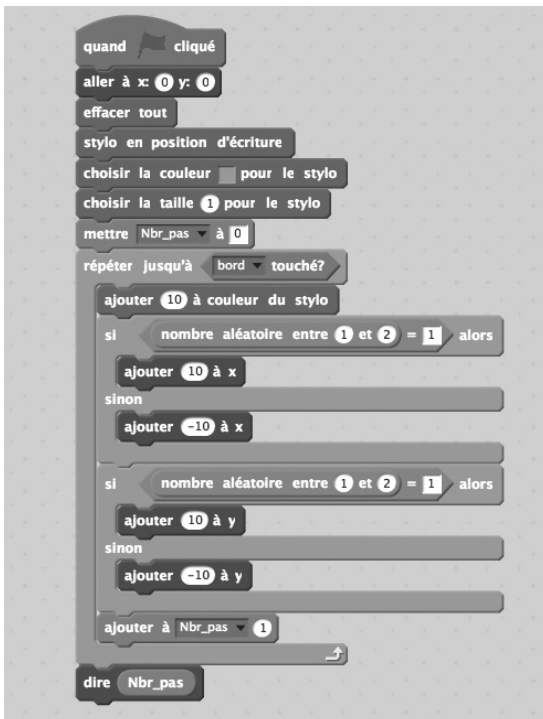 quand cliqué
aller à x: 0 y: 0
effacer tout
stylo en position d'écriture
choisir la couleur pour le stylo
choisir la taille 1 pour le stylo
mettre Nbr_pas à 0
répéter jusqu'à bord touché?
ajouter 10 à couleur du stylo
si nombre aléatoire entre 1 et 2 = 1 alors
ajouter 10 à x
sinon
ajouter -10 à x
si nombre aléatoire entre 1 et 2 = 1 alors
ajouter 10 à y
sinon
ajouter -10 à y
ajouter à Nbr_pas 1
dire Nbr_pas